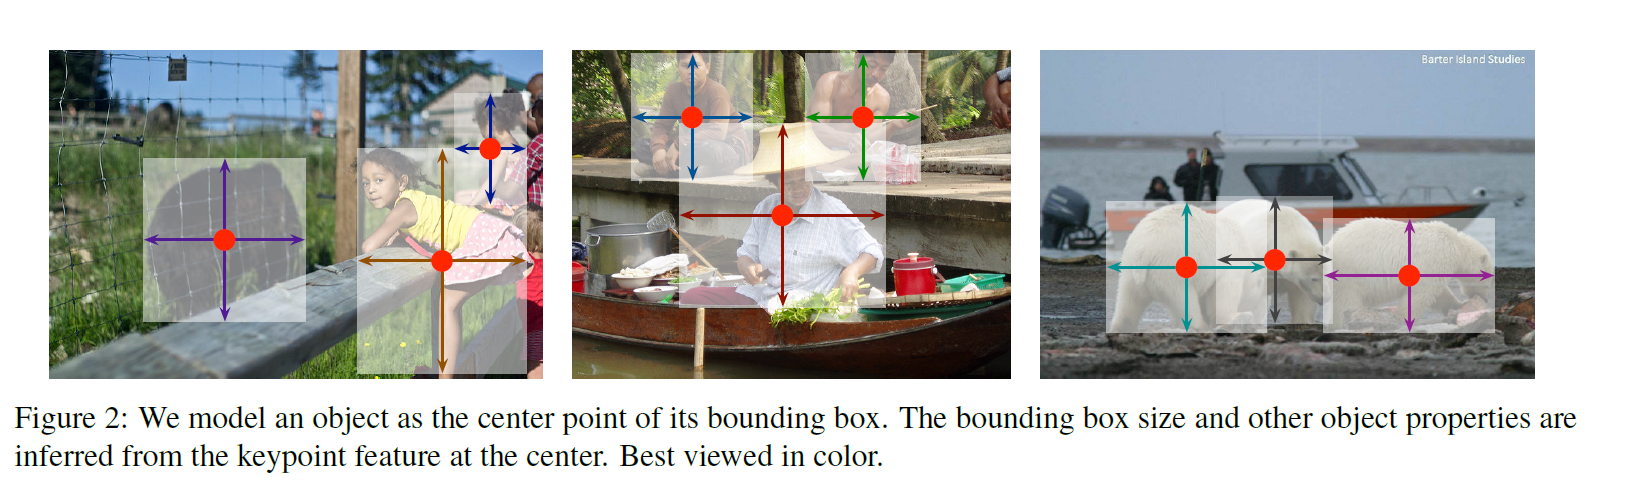 Barter Island Studies
Figure 2: We model an object as the center point of its bounding box. The bounding box size and other object properties are
inferred from the keypoint feature at the center. Best viewed in color.